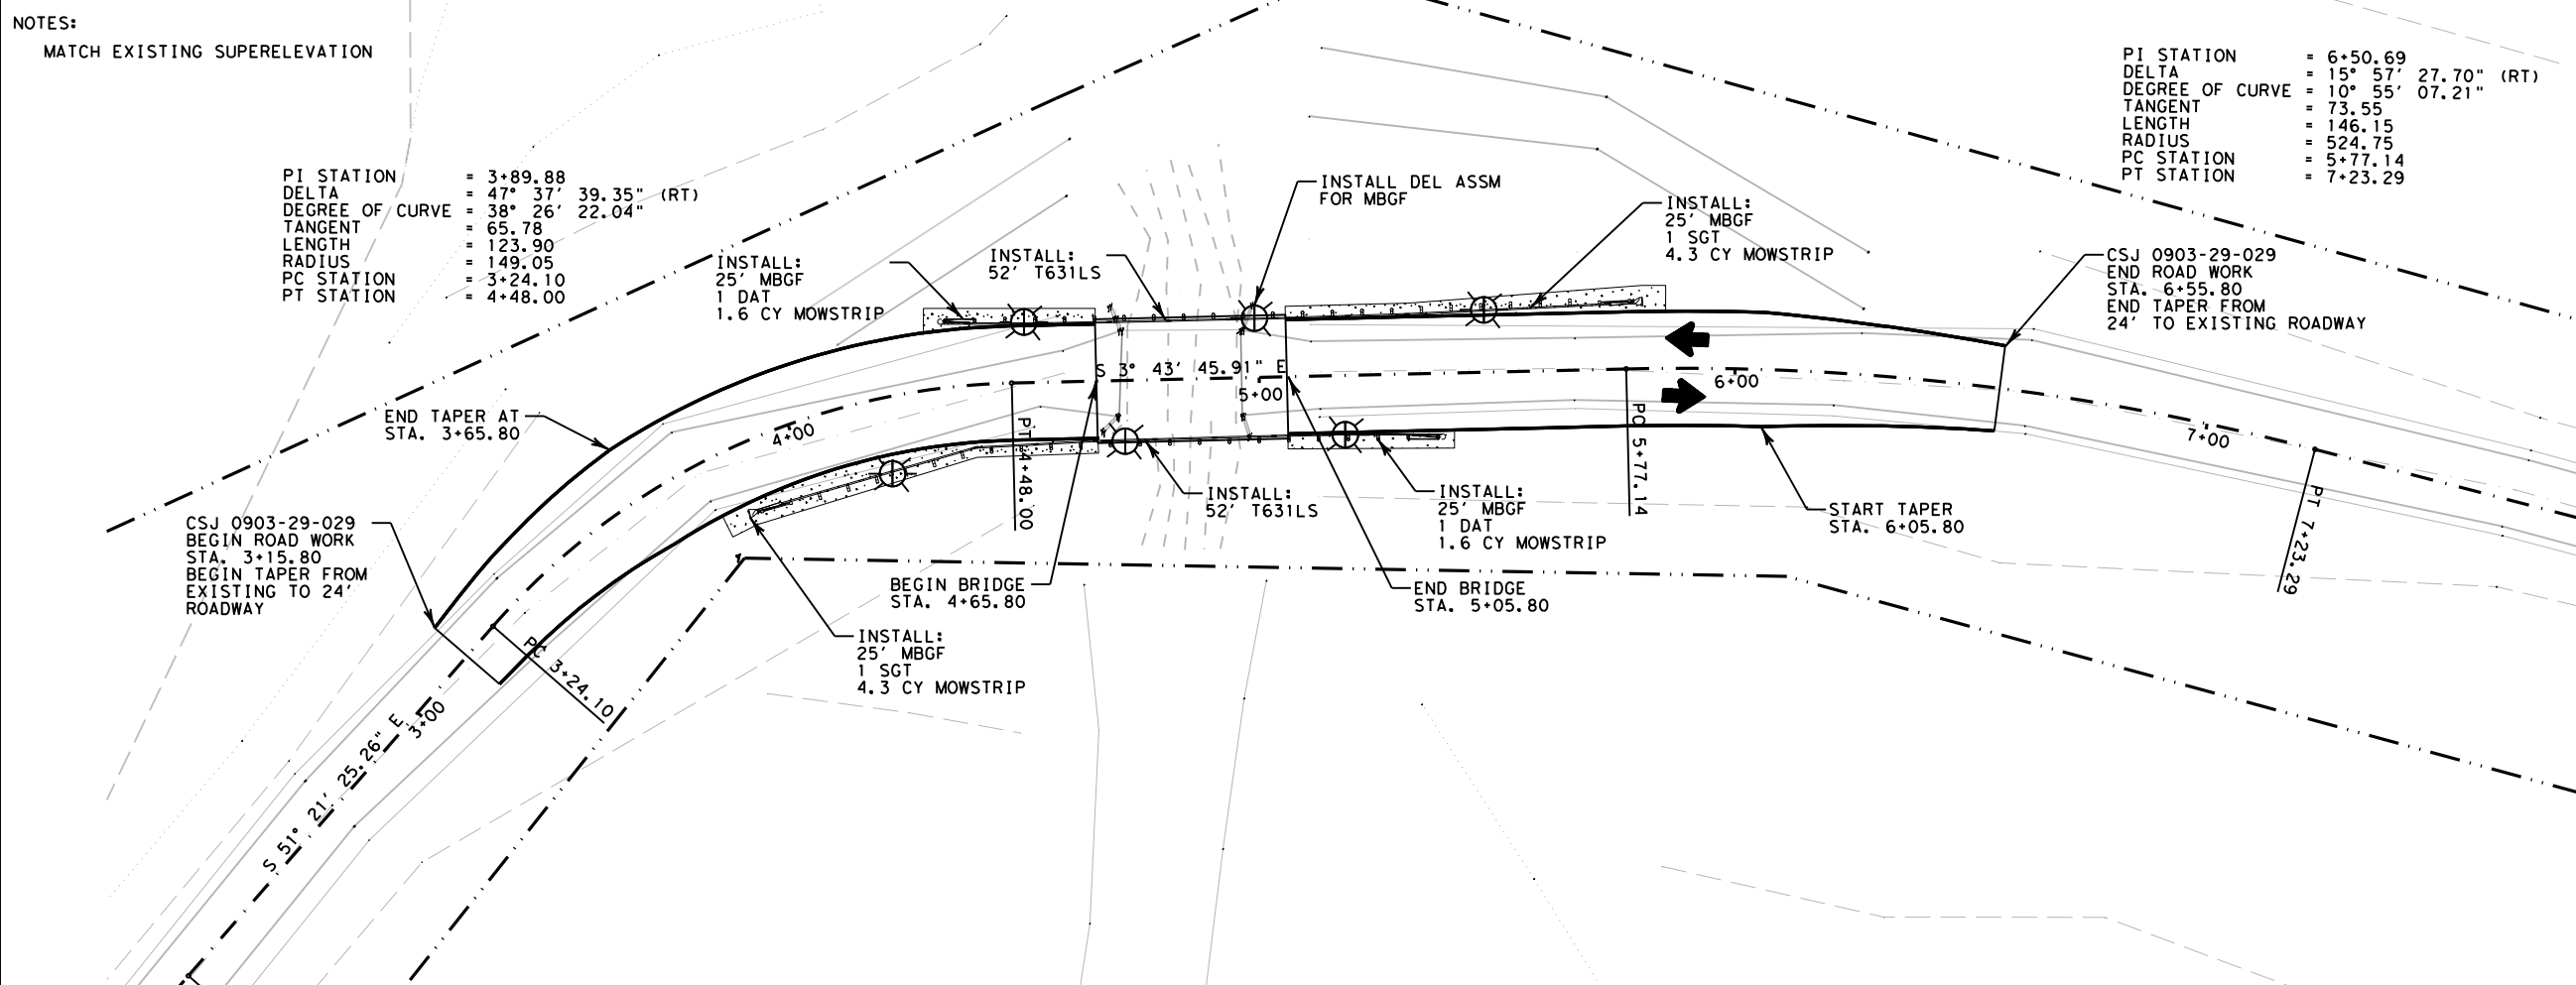 NOTES:
MATCH EXISTING SUPERELEVATION
PI STATION = 6+50.69
DELTA = 15° 57' 27.70" (RT)
DEGREE OF CURVE = 10° 55' 07.21"
TANGENT = 73.55
LENGTH = 146.15
RADIUS = 524.75
PC STATION = 5+77.14
PT STATION = 7+23.29
PI STATION = 3+89.88
DELTA = 47° 37' 39.35" (RT)
DEGREE OF CURVE = 38° 26' 22.04"
TANGENT = 65.78
LENGTH = 123.90
RADIUS = 149.05
PC STATION = 3+24.10
PT STATION = 4+48.00
INSTALL DEL ASSM
FOR MBGF
INSTALL:
25' MBGF
1 SGT
4.3 CY MOWSTRIP
INSTALL:
52' T631LS
INSTALL:
25' MBGF
1 DAT
1.6 CY MOWSTRIP
CSJ 0903-29-029
END ROAD WORK
STA. 6+55.80
END TAPER FROM
24' TO EXISTING ROADWAY
S 3° 43' 45.91" E
5+00
6+00
7+00
4+00
3+00
END TAPER AT
STA. 3+65.80
PT 4+48.00
PC 5+77.14
PT 7+23.29
INSTALL:
52' T631LS
INSTALL:
25' MBGF
1 DAT
1.6 CY MOWSTRIP
START TAPER
STA. 6+05.80
CSJ 0903-29-029
BEGIN ROAD WORK
STA. 3+15.80
BEGIN TAPER FROM
EXISTING TO 24'
ROADWAY
BEGIN BRIDGE
STA. 4+65.80
END BRIDGE
STA. 5+05.80
INSTALL:
25' MBGF
1 SGT
4.3 CY MOWSTRIP
PC 3+24.10
S 51° 21' 25.26" E